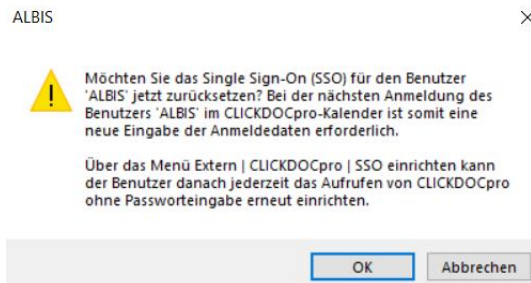 ALBIS
Möchten Sie das Single Sign-On (SSO) für den Benutzer
'ALBIS' jetzt zurücksetzen? Bei der nächsten Anmeldung des
Benutzers 'ALBIS' im CLICKDOCpro-Kalender ist somit eine
neue Eingabe der Anmeldedaten erforderlich.
Über das Menü Extern | CLICKDOCpro | SSO einrichten kann
der Benutzer danach jederzeit das Aufrufen von CLICKDOCpro
ohne Passworteingabe erneut einrichten.
OK Abbrechen